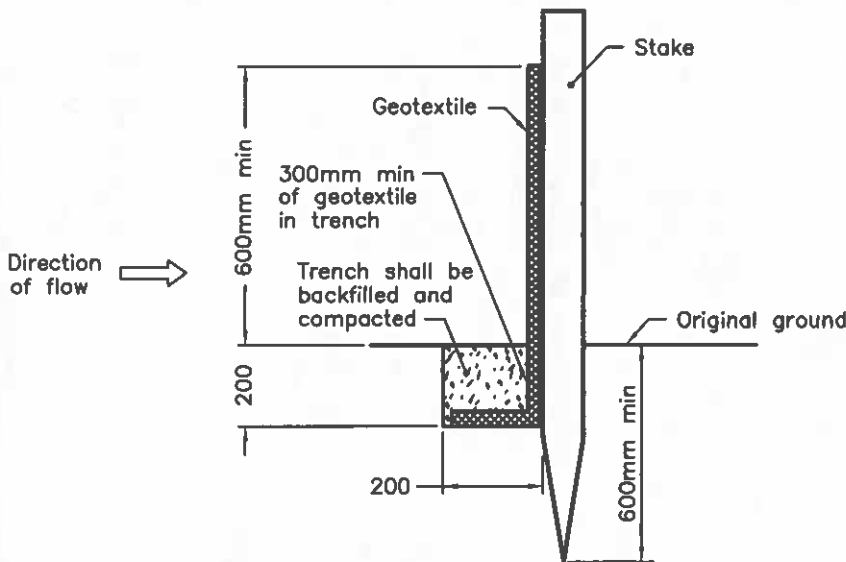 Stake
Geotextile
600mm min
300mm min
of geotextile
in trench
Direction
of flow
Trench shall be
backfilled and
compacted
Original ground
200
200
600mm min